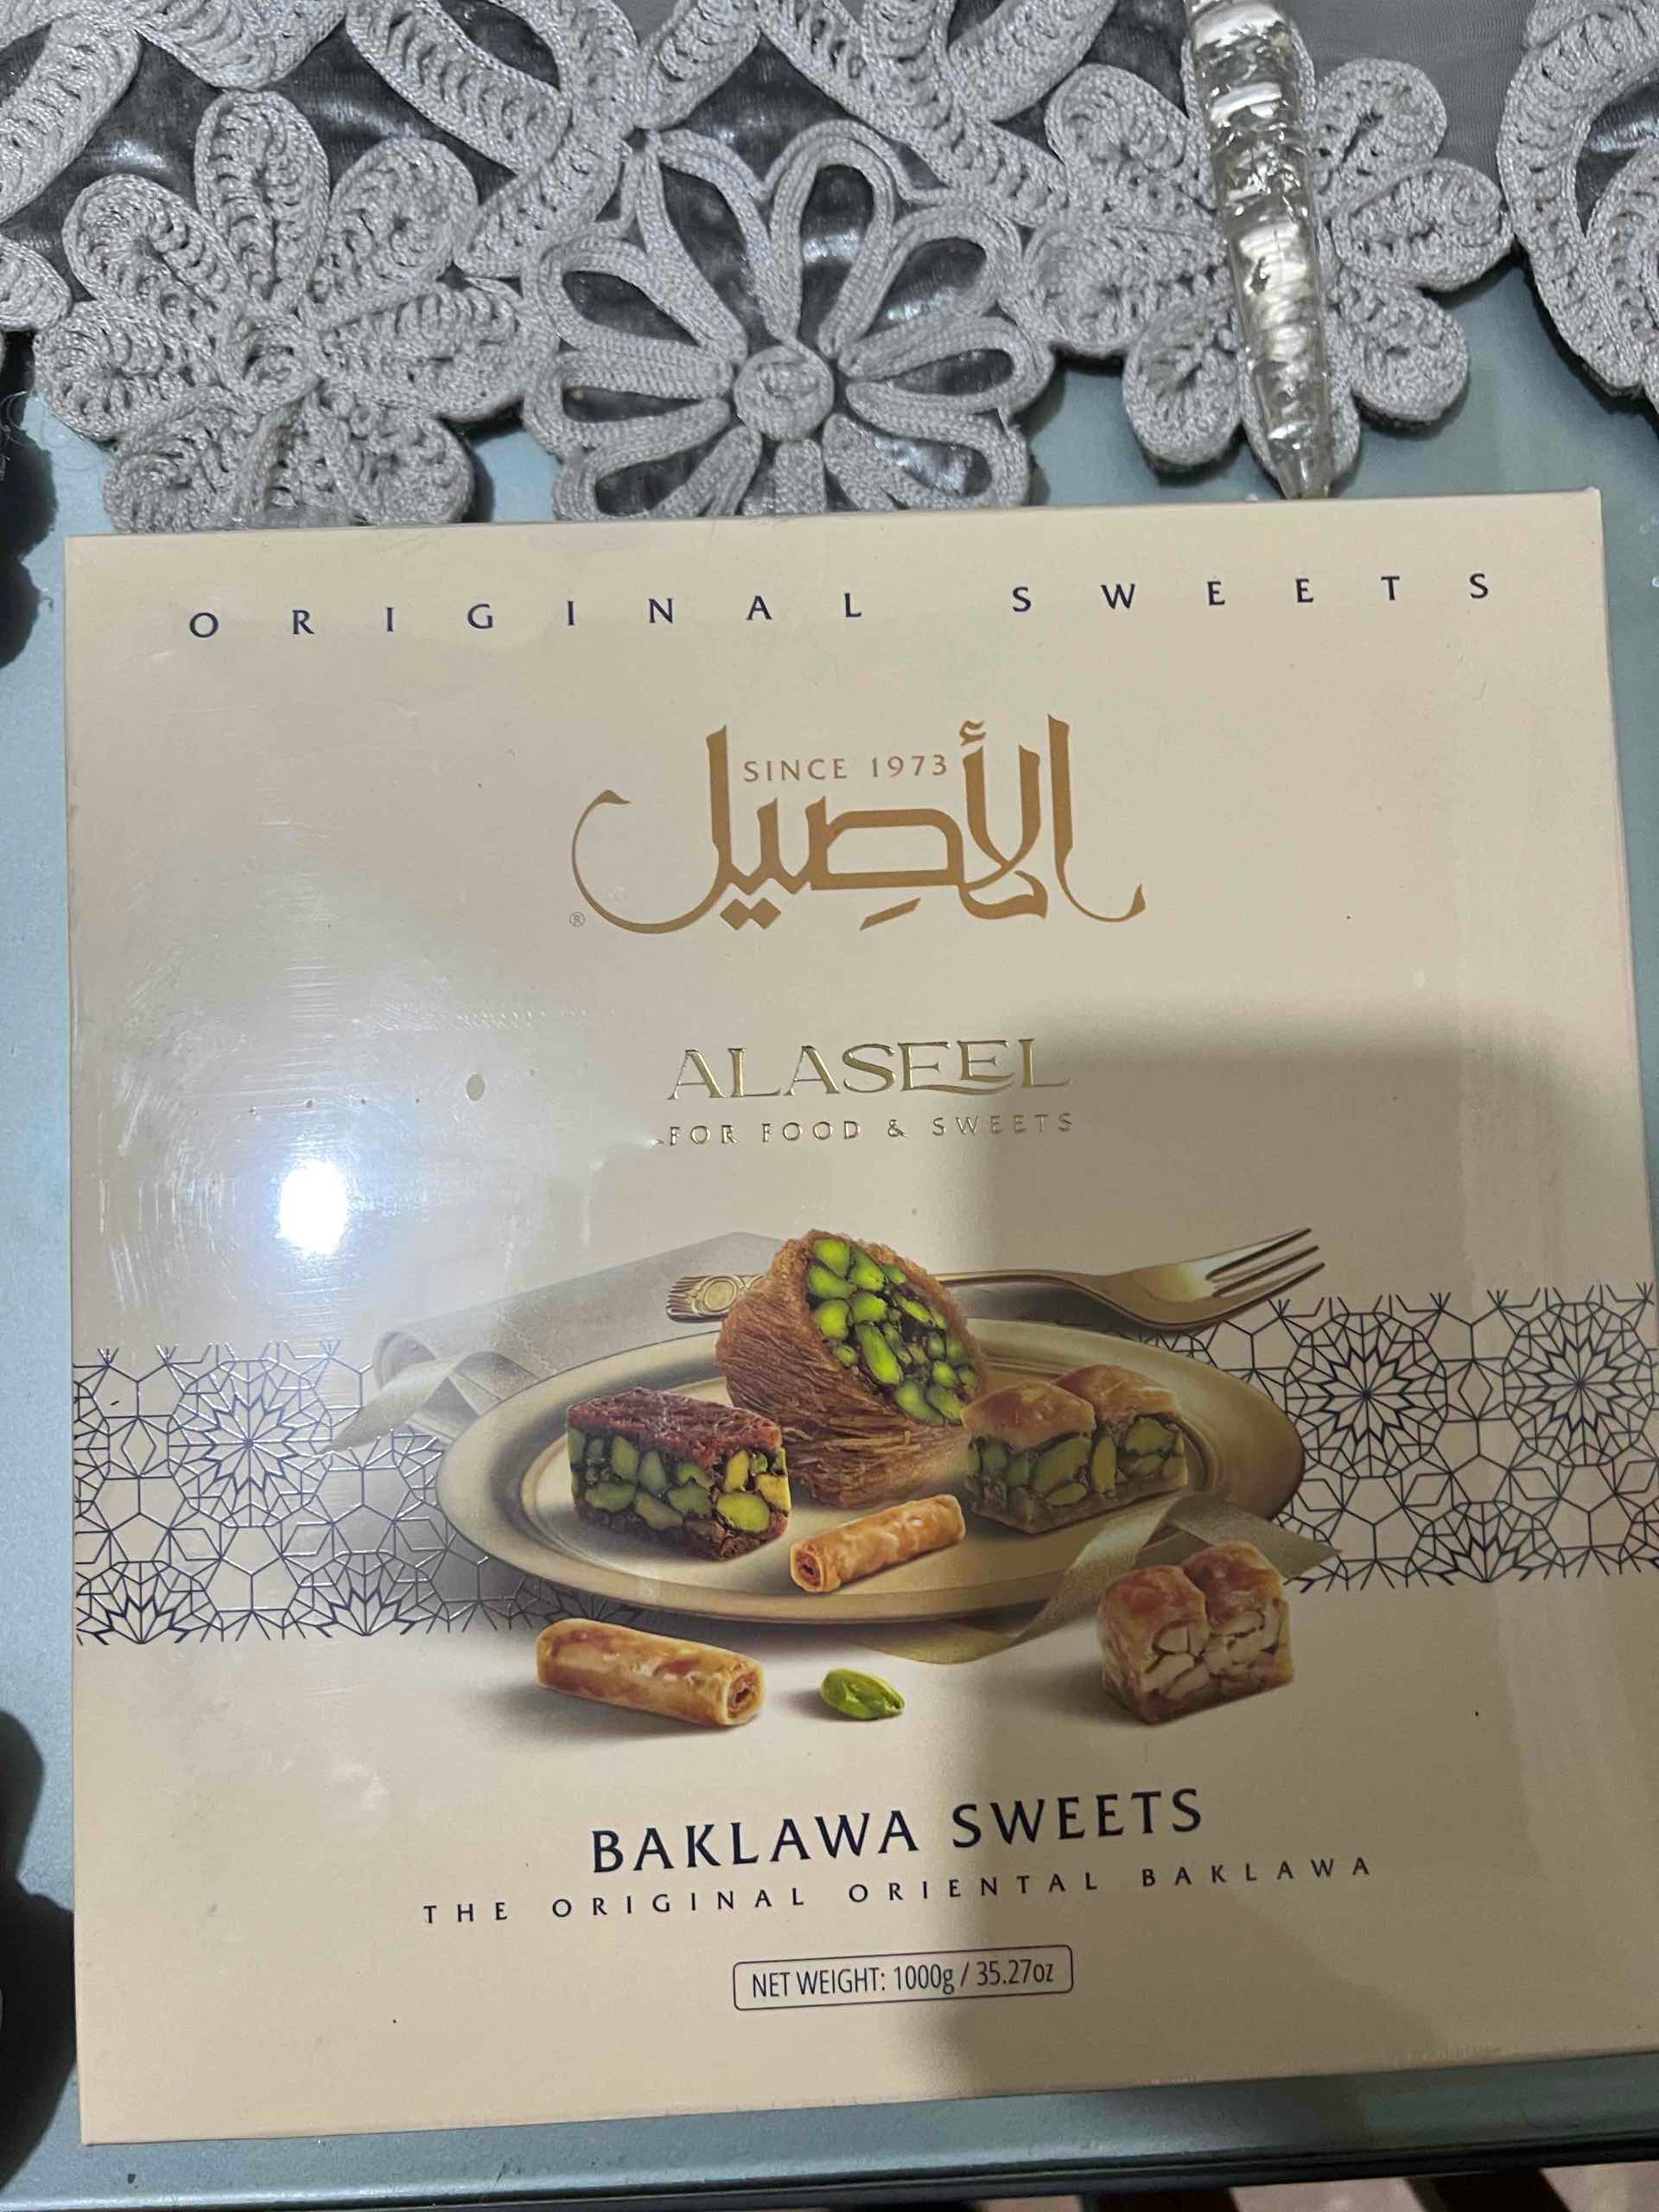 ORIGINAL SWEETS
SINCE 1973
الأصيل
®
ALASEEL
FOR FOOD & SWEETS
BAKLAWA SWEETS
THE ORIGINAL ORIENTAL BAKLAWA
NET WEIGHT: 1000g / 35.27oz